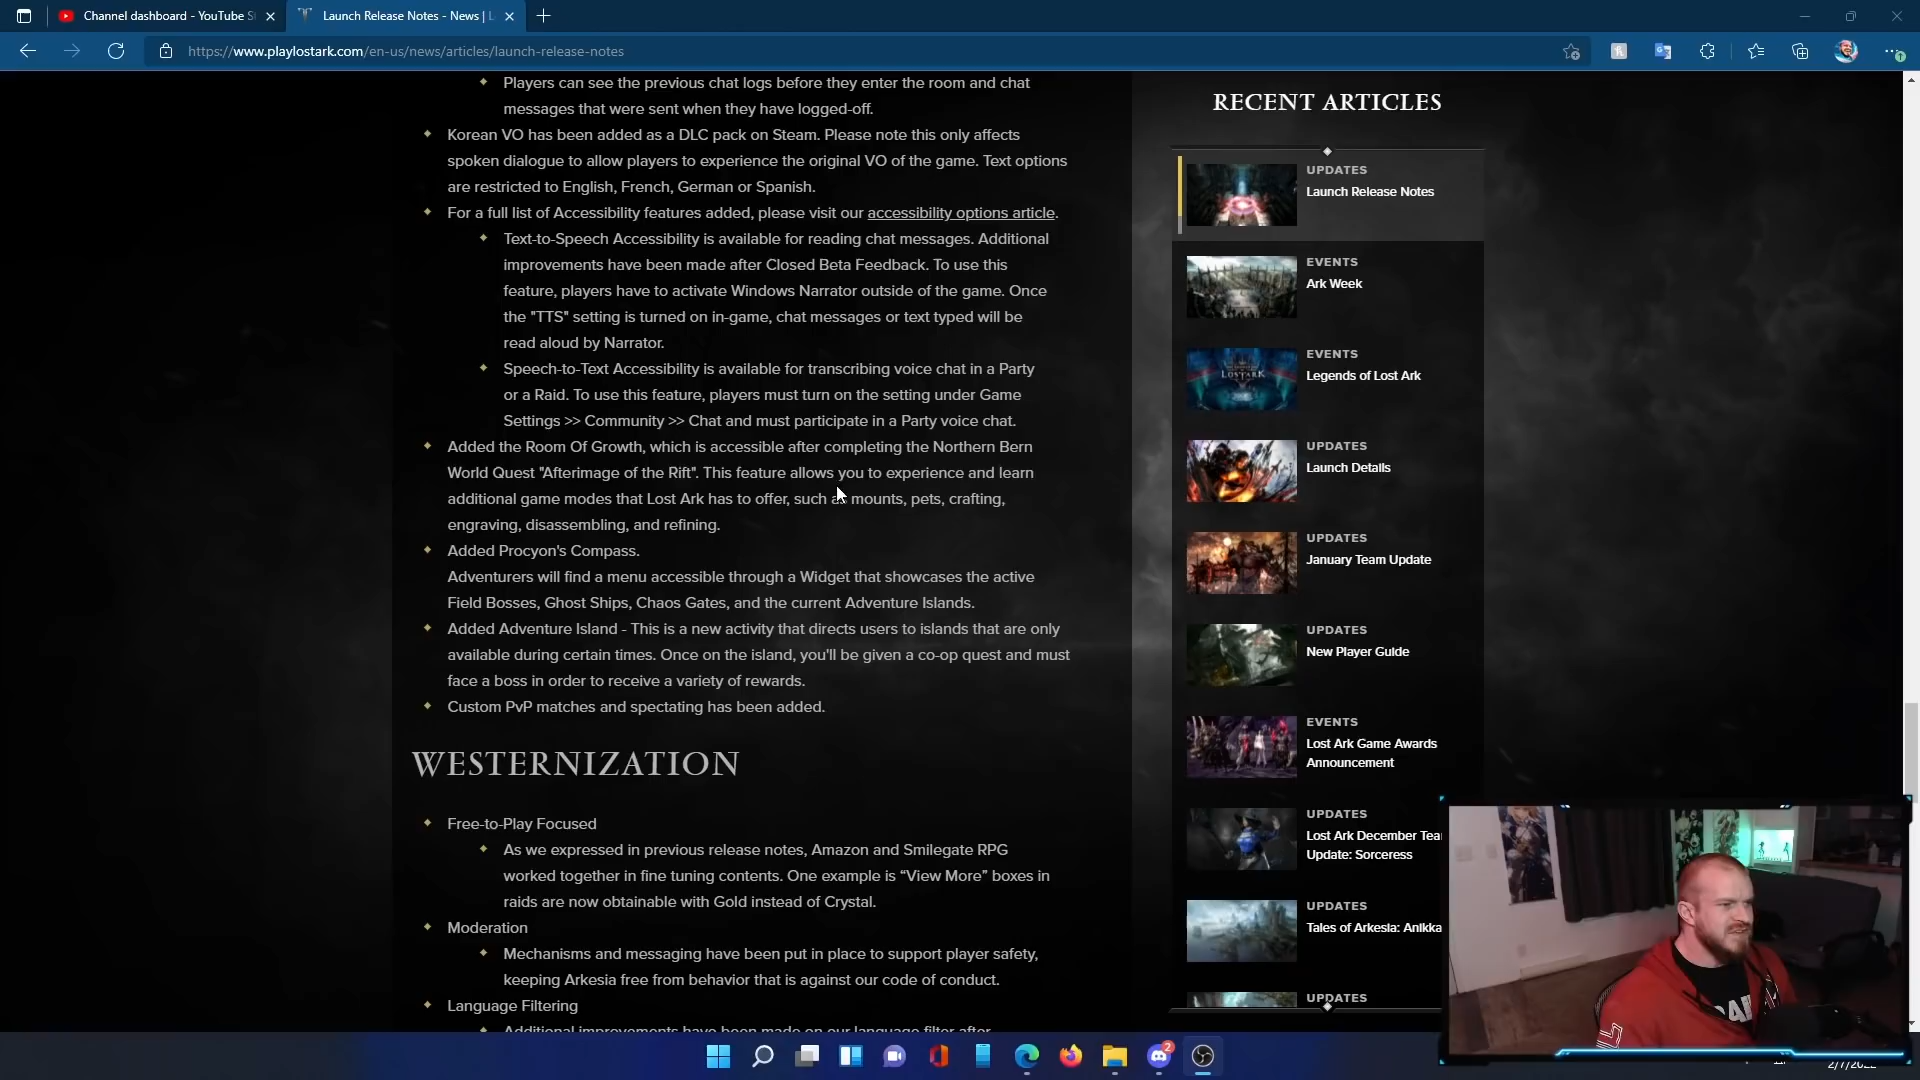 Channel dashboard - YouTube S
Launch Release Notes - News | L
https://www.playlostark.com/en-us/news/articles/launch-release-notes
Players can see the previous chat logs before they enter the room and chat
messages that were sent when they have logged-off.
Korean VO has been added as a DLC pack on Steam. Please note this only affects
spoken dialogue to allow players to experience the original VO of the game. Text options
are restricted to English, French, German or Spanish.
For a full list of Accessibility features added, please visit our accessibility options article.
Text-to-Speech Accessibility is available for reading chat messages. Additional
improvements have been made after Closed Beta Feedback. To use this
feature, players have to activate Windows Narrator outside of the game. Once
the "TTS" setting is turned on in-game, chat messages or text typed will be
read aloud by Narrator.
Speech-to-Text Accessibility is available for transcribing voice chat in a Party
or a Raid. To use this feature, players must turn on the setting under Game
Settings >> Community >> Chat and must participate in a Party voice chat.
Added the Room Of Growth, which is accessible after completing the Northern Bern
World Quest "Afterimage of the Rift". This feature allows you to experience and learn
additional game modes that Lost Ark has to offer, such as mounts, pets, crafting,
engraving, disassembling, and refining.
Added Procyon's Compass.
Adventurers will find a menu accessible through a Widget that showcases the active
Field Bosses, Ghost Ships, Chaos Gates, and the current Adventure Islands.
Added Adventure Island - This is a new activity that directs users to islands that are only
available during certain times. Once on the island, you'll be given a co-op quest and must
face a boss in order to receive a variety of rewards.
Custom PvP matches and spectating has been added.
WESTERNIZATION
Free-to-Play Focused
As we expressed in previous release notes, Amazon and Smilegate RPG
worked together in fine tuning contents. One example is “View More” boxes in
raids are now obtainable with Gold instead of Crystal.
Moderation
Mechanisms and messaging have been put in place to support player safety,
keeping Arkesia free from behavior that is against our code of conduct.
Language Filtering
Additional improvements have been made on our language filter after
RECENT ARTICLES
UPDATES
Launch Release Notes
EVENTS
Ark Week
LOST ARK
EVENTS
Legends of Lost Ark
UPDATES
Launch Details
UPDATES
January Team Update
UPDATES
New Player Guide
EVENTS
Lost Ark Game Awards
Announcement
UPDATES
Lost Ark December Tea
Update: Sorceress
UPDATES
Tales of Arkesia: Anikka
UPDATES
2